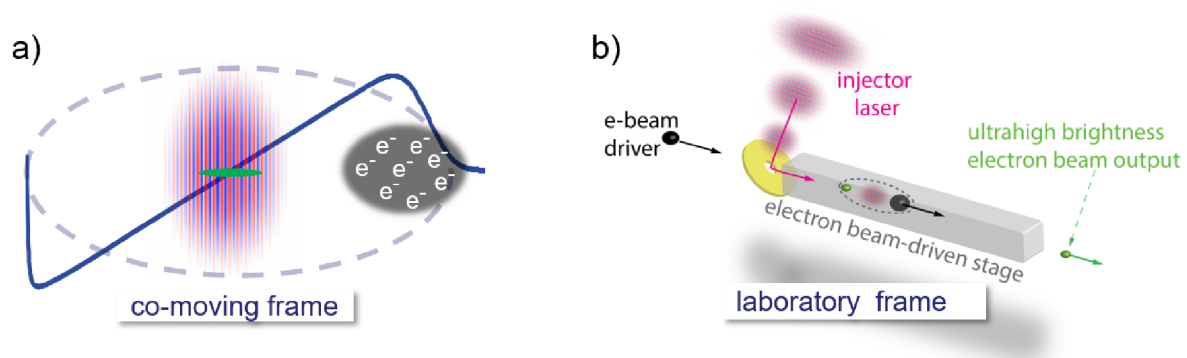 a)
e⁻ e⁻
e⁻ e⁻ e⁻
e⁻ e⁻
e⁻ e⁻
co-moving frame
b)
injector
laser
e-beam
driver
ultrahigh brightness
electron beam output
electron beam-driven stage
laboratory frame